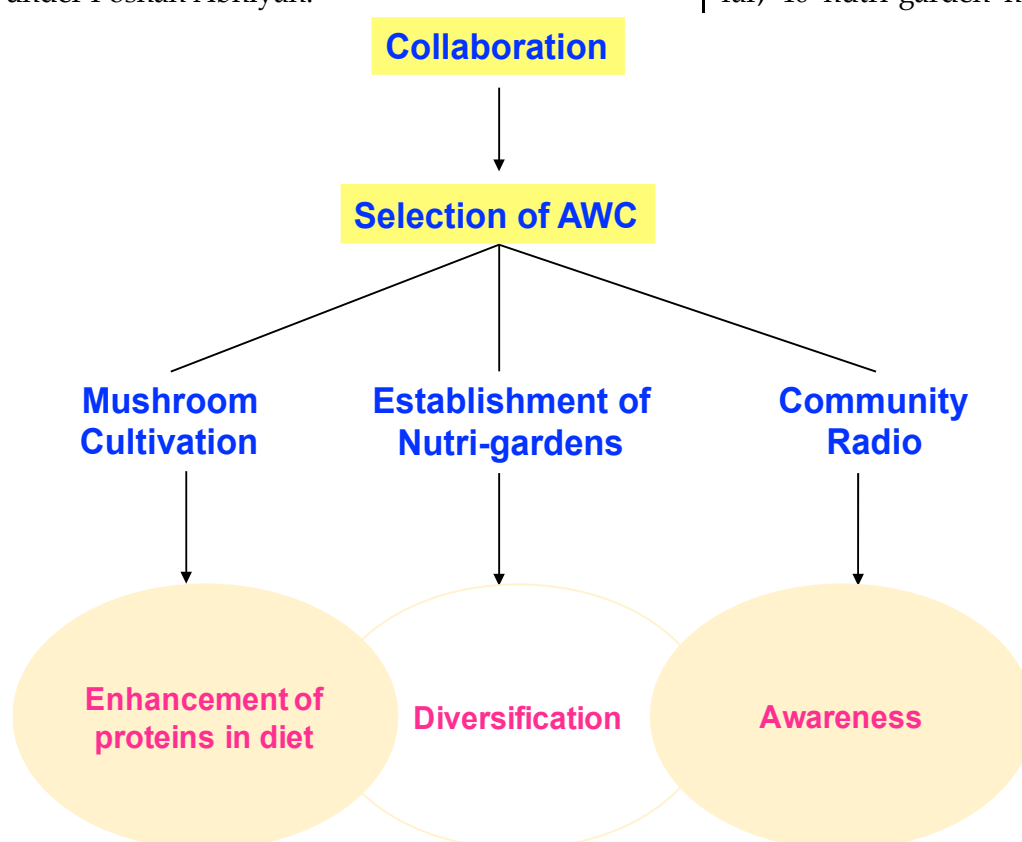 Collaboration
Selection of AWC
Mushroom
Cultivation
Establishment of
Nutri-gardens
Community
Radio
Enhancement of
proteins in diet
Diversification
Awareness